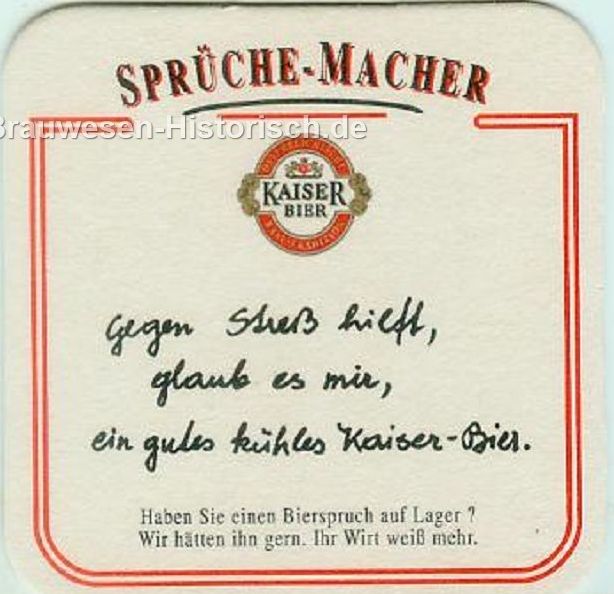 SPRÜCHE-MACHER
Brauwesen-Historisch.de
KAISER
BIER
Gegen Streß hilft,
glaub es mir,
ein gutes kühles Kaiser-Bier.
Haben Sie einen Bierspruch auf Lager ?
Wir hätten ihn gern. Ihr Wirt weiß mehr.